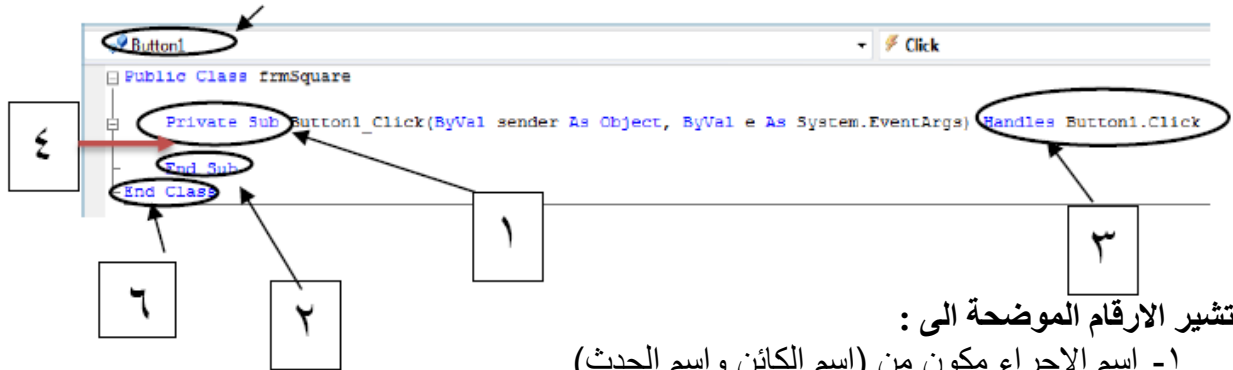 Button1 Click
Public Class frmSquare
Private Sub Button1_Click(ByVal sender As Object, ByVal e As System.EventArgs) Handles Button1.Click
٤
End Sub
End Class
١
٣
٦
٢
تشير الارقام الموضحة الى :
١- اسم الاجراء مكون من (اسم الكائن واسم الحدث)